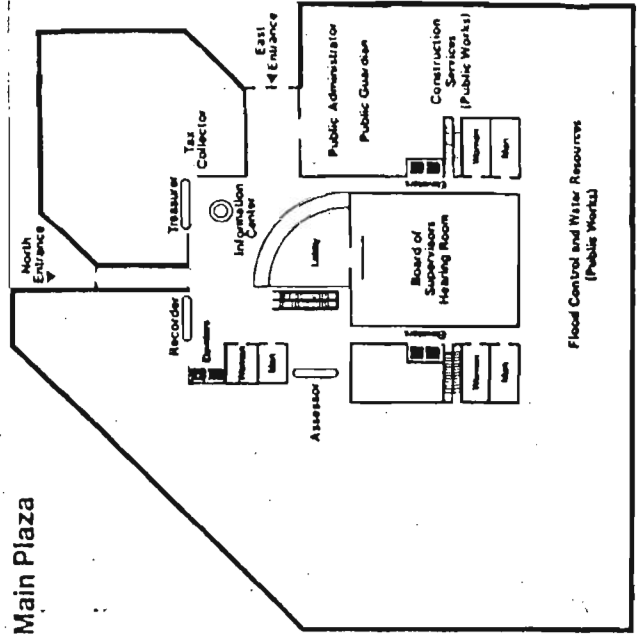 Main Plaza
North
Entrance
East
Entrance
Tax
Collector
Treasurer
Information
Center
Recorder
Women
Men
Assessor
Lobby
Public Administrator
Public Guardian
Construction
Services
(Public Works)
Women
Men
Board of
Supervisors
Hearing Room
Women
Men
Flood Control and Water Resources
(Public Works)